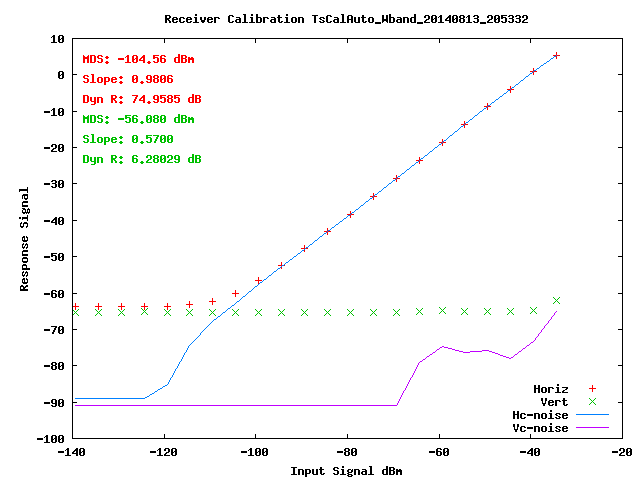 Receiver Calibration TsCalAuto_Wband_20140813_205332
10
0
-10
-20
-30
-40
-50
-60
-70
-80
-90
-100
Response Signal
MDS: -104.56 dBm
Slope: 0.9806
Dyn R: 74.9585 dB
MDS: -56.080 dBm
Slope: 0.5700
Dyn R: 6.28029 dB
Horiz
Vert
Hc-noise
Vc-noise
-140
-120
-100
-80
-60
-40
-20
Input Signal dBm